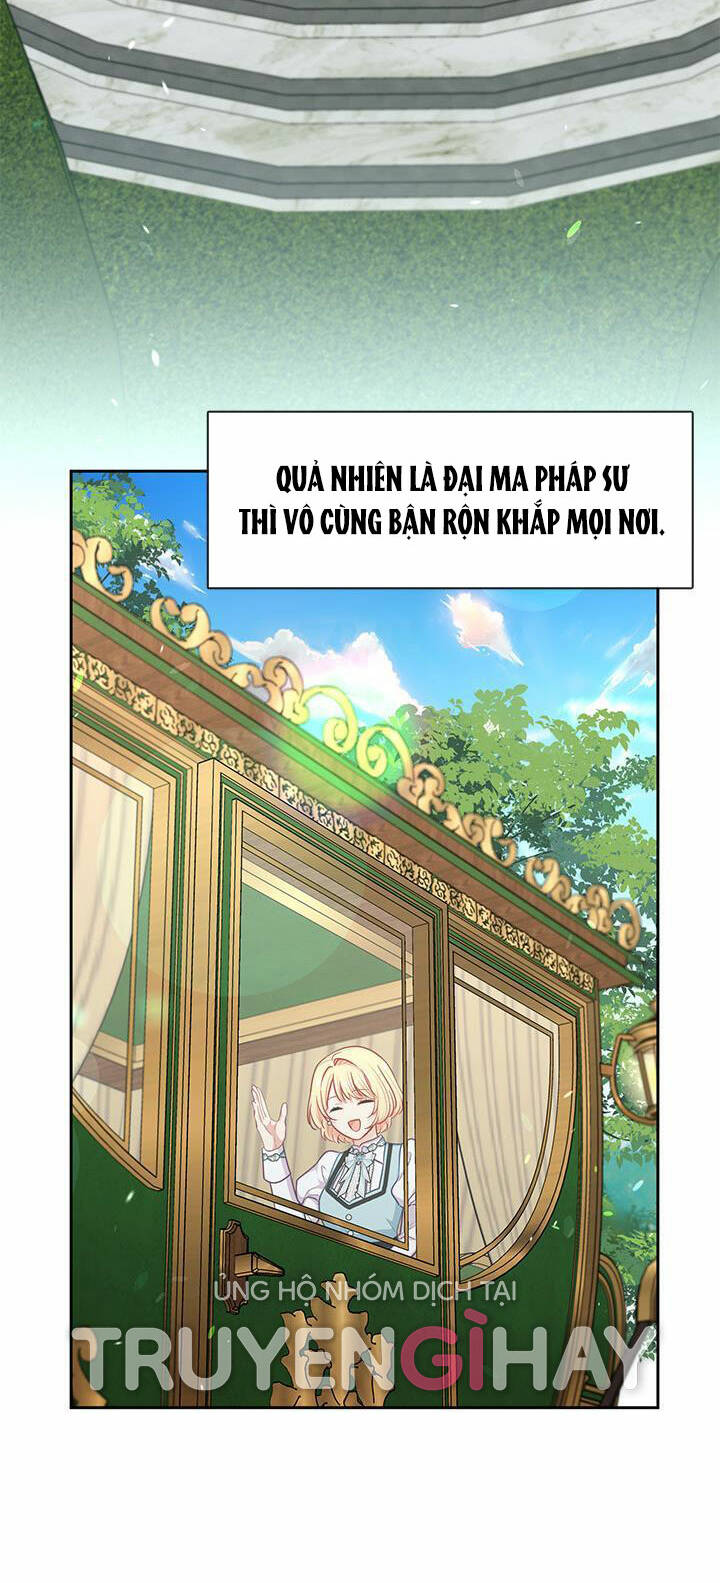 QUẢ NHIÊN LÀ ĐẠI MA PHÁP SƯ
THÌ VÔ CÙNG BẬN RỘN KHẮP MỌI NƠI.
ỦNG HỘ NHÓM DỊCH TẠI
TRUYENGIHAY